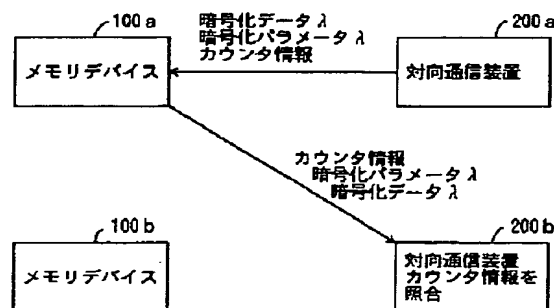 100a
メモリデバイス
暗号化データλ
暗号化パラメータλ
カウンタ情報
200a
対向通信装置
カウンタ情報
暗号化パラメータλ
暗号化データλ
100b
メモリデバイス
200b
対向通信装置
カウンタ情報を
照合